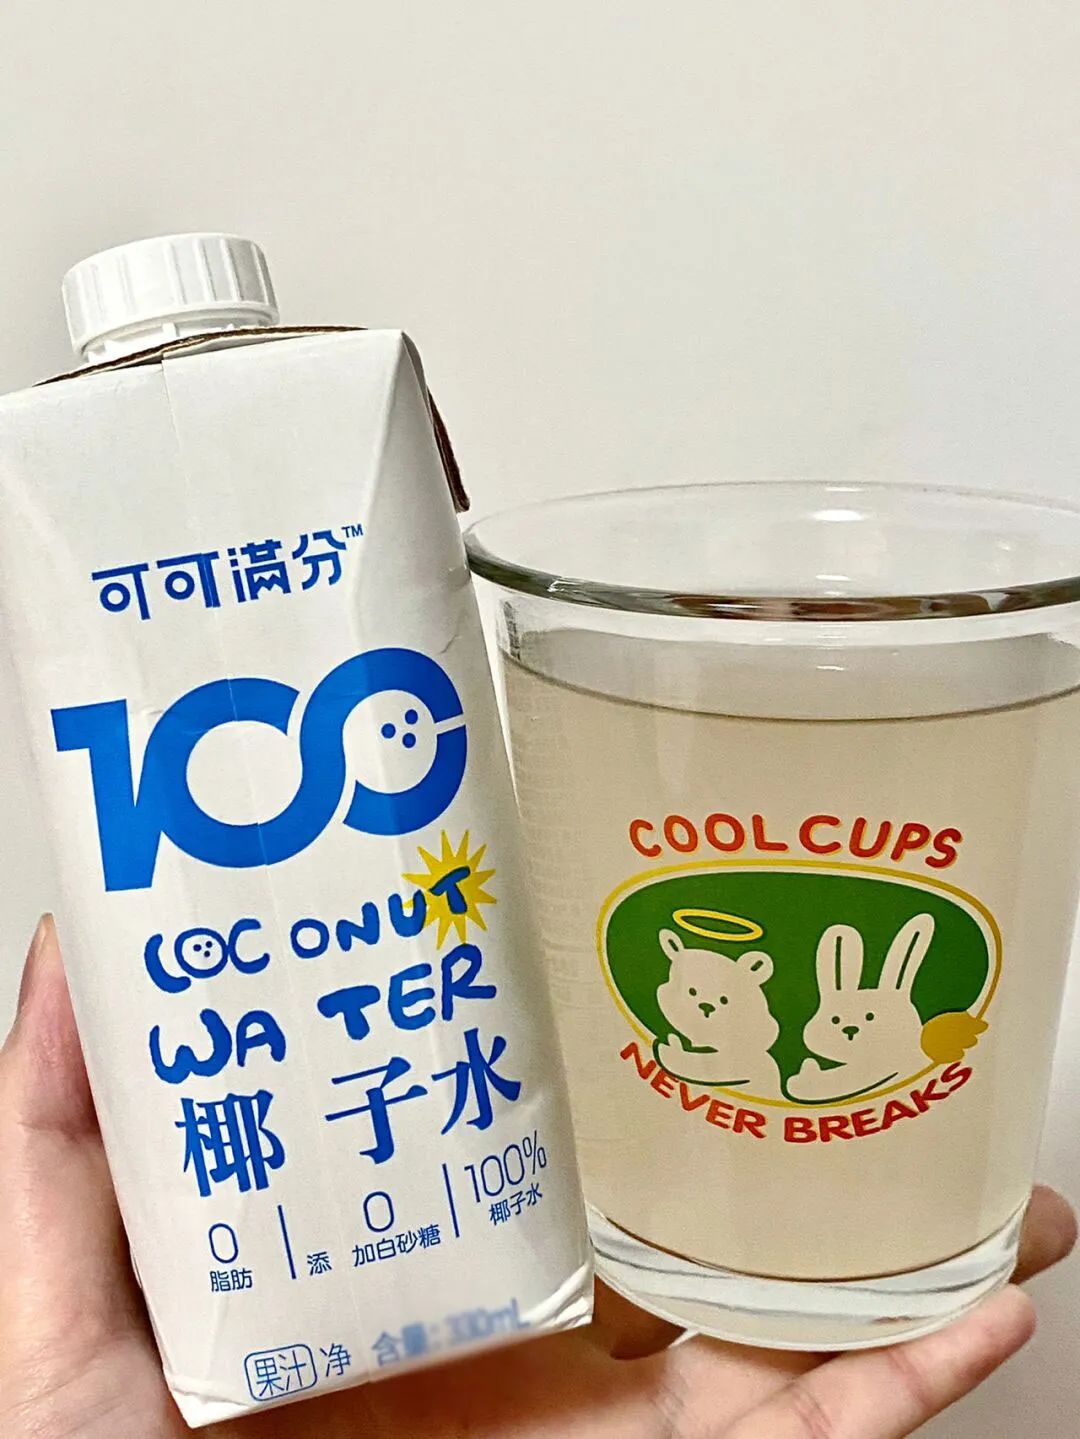 可可满分™
100
COCONUT
WATER
椰子水
0
脂肪
添
0
加白砂糖
100%
椰子水
果汁 净
COOL CUPS
NEVER BREAKS